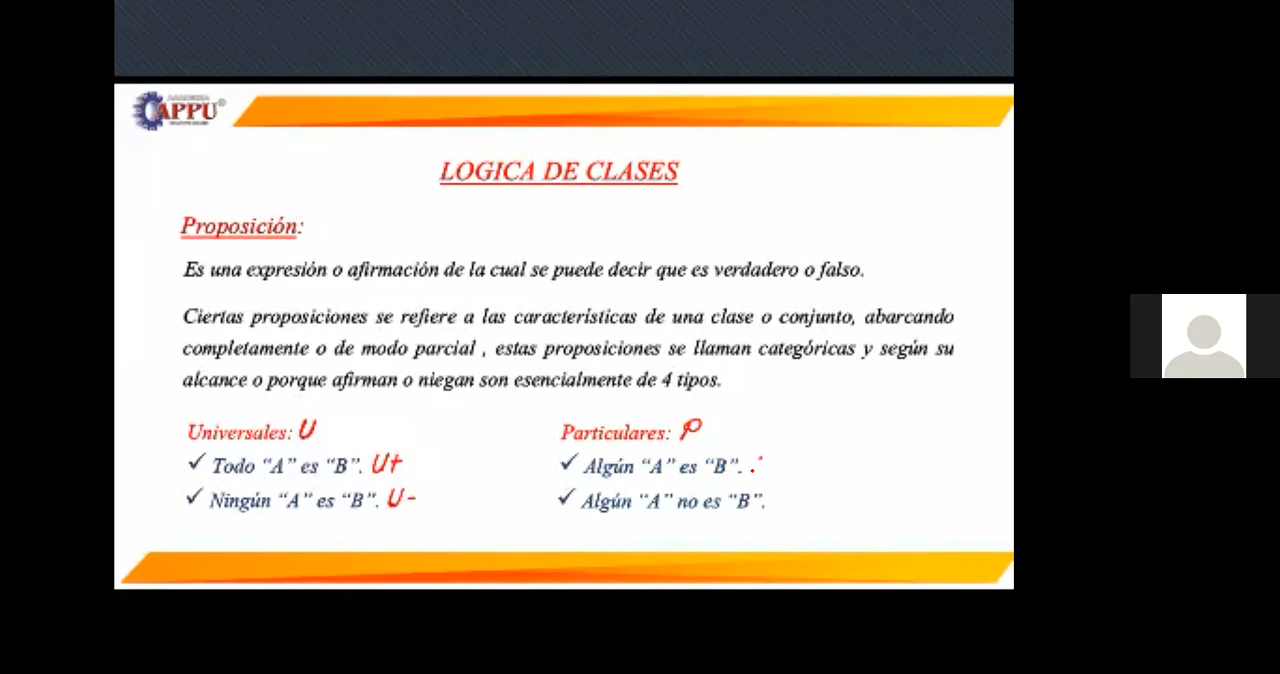 APPU
LOGICA DE CLASES
Proposición:
Es una expresión o afirmación de la cual se puede decir que es verdadero o falso.
Ciertas proposiciones se refiere a las características de una clase o conjunto, abarcando
completamente o de modo parcial , estas proposiciones se llaman categóricas y según su
alcance o porque afirman o niegan son esencialmente de 4 tipos.
Universales: U
✓ Todo “A” es “B”. U+
✓ Ningún “A” es “B”. U-
Particulares: P
✓ Algún “A” es “B”.
✓ Algún “A” no es “B”.